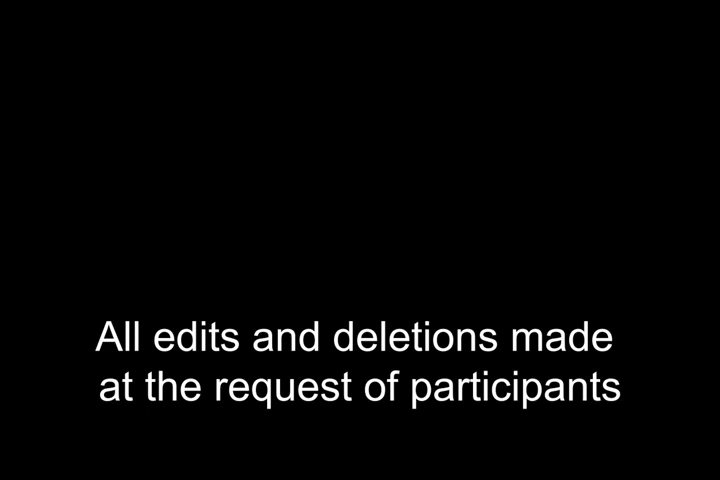 All edits and deletions made
at the request of participants